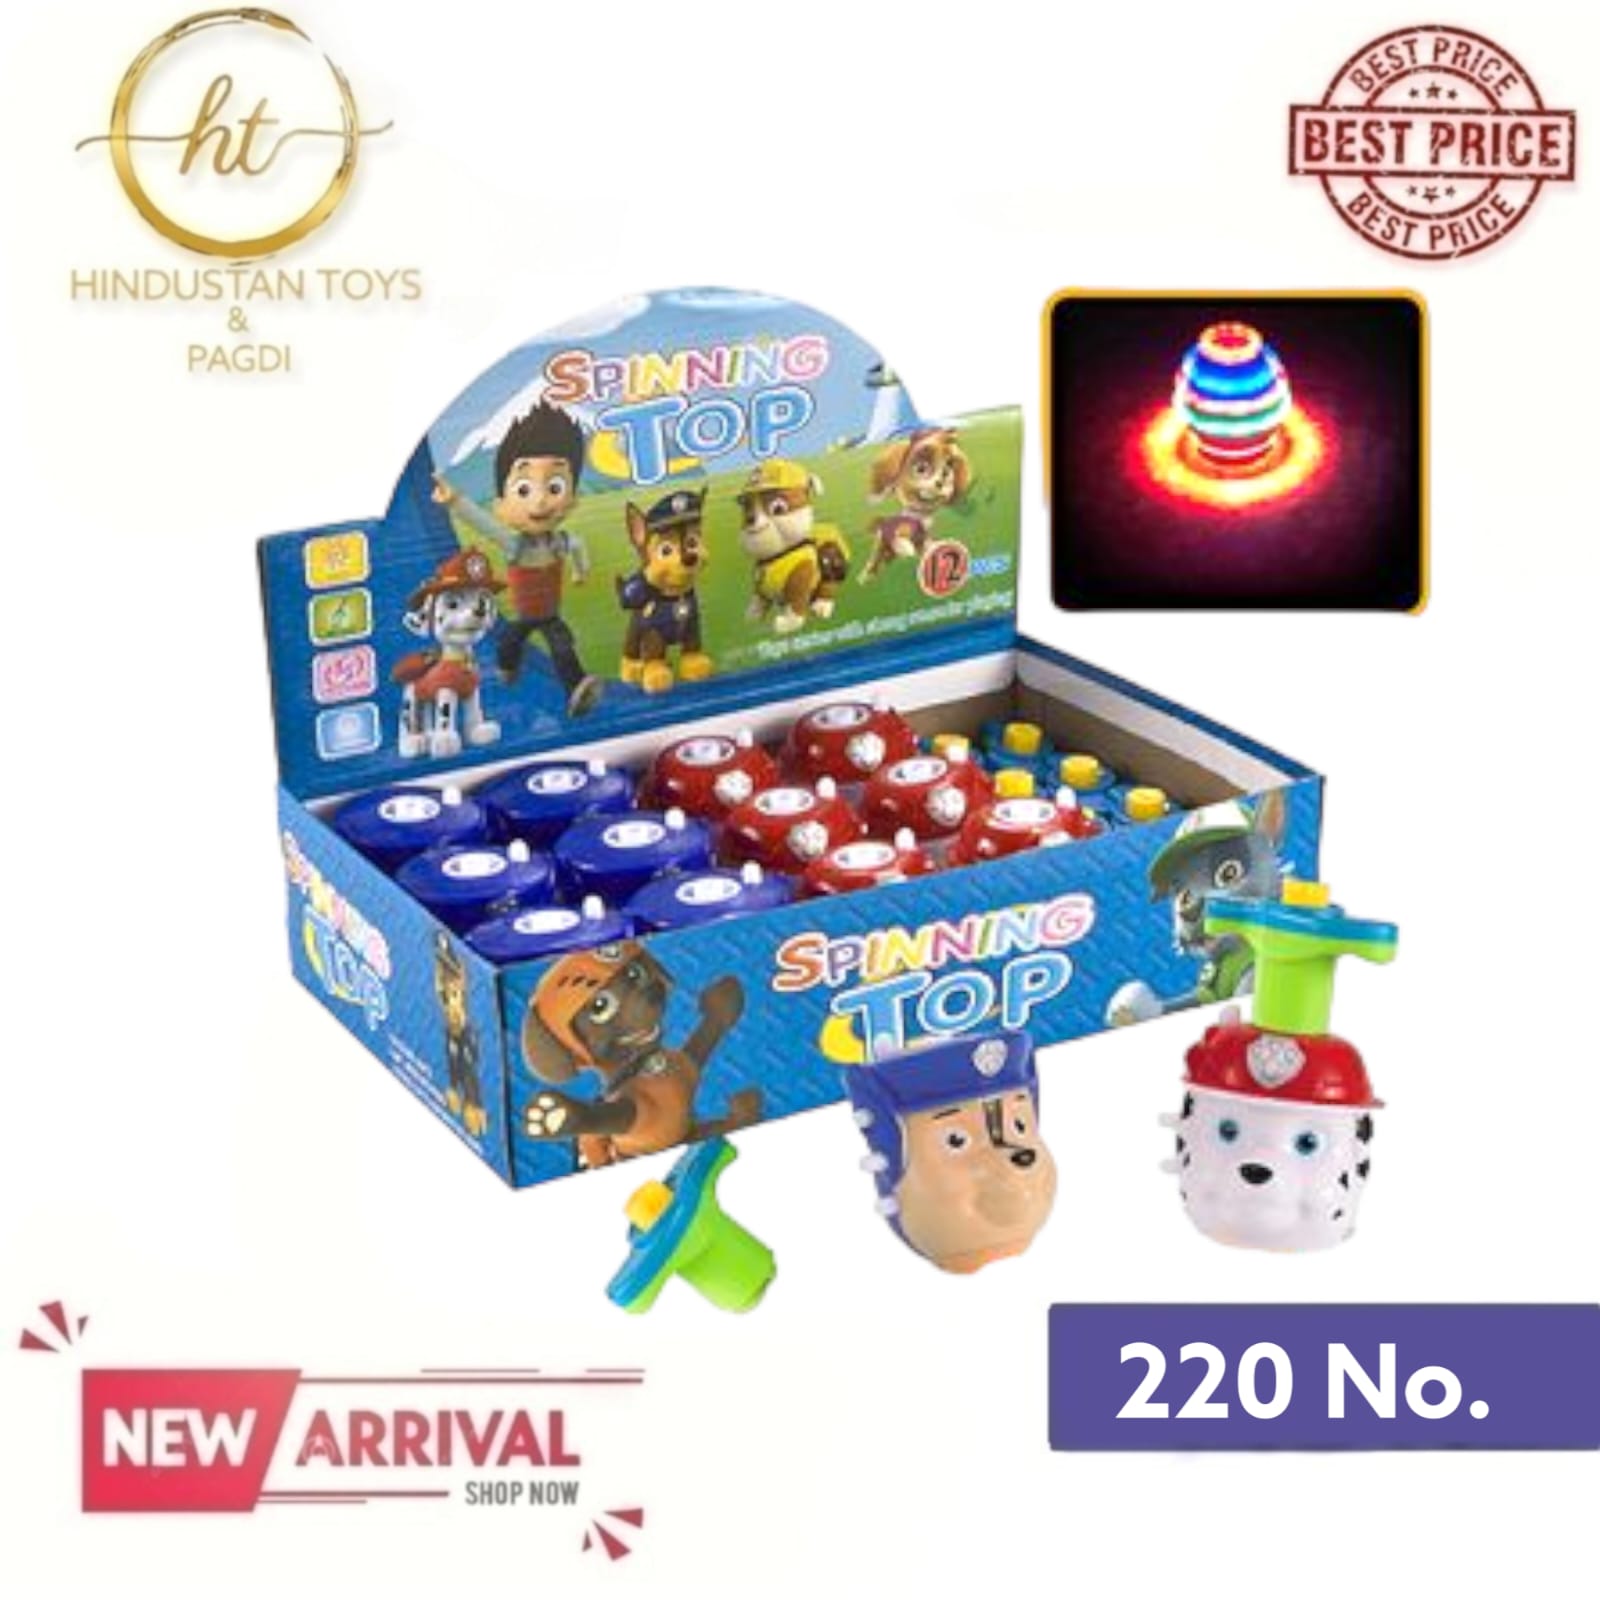 ht
HINDUSTAN TOYS
&
PAGDI
BEST PRICE
BEST PRICE
BEST PRICE
SPINNING
TOP
12
SPINNING
TOP
SPINNING
TOP
220 No.
NEW ARRIVAL
SHOP NOW